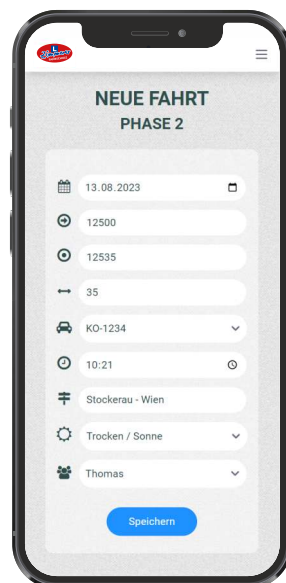 NEUE FAHRT
PHASE 2
13.08.2023
12500
12535
35
KO-1234
10:21
Stockerau - Wien
Trocken / Sonne
Thomas
Speichern